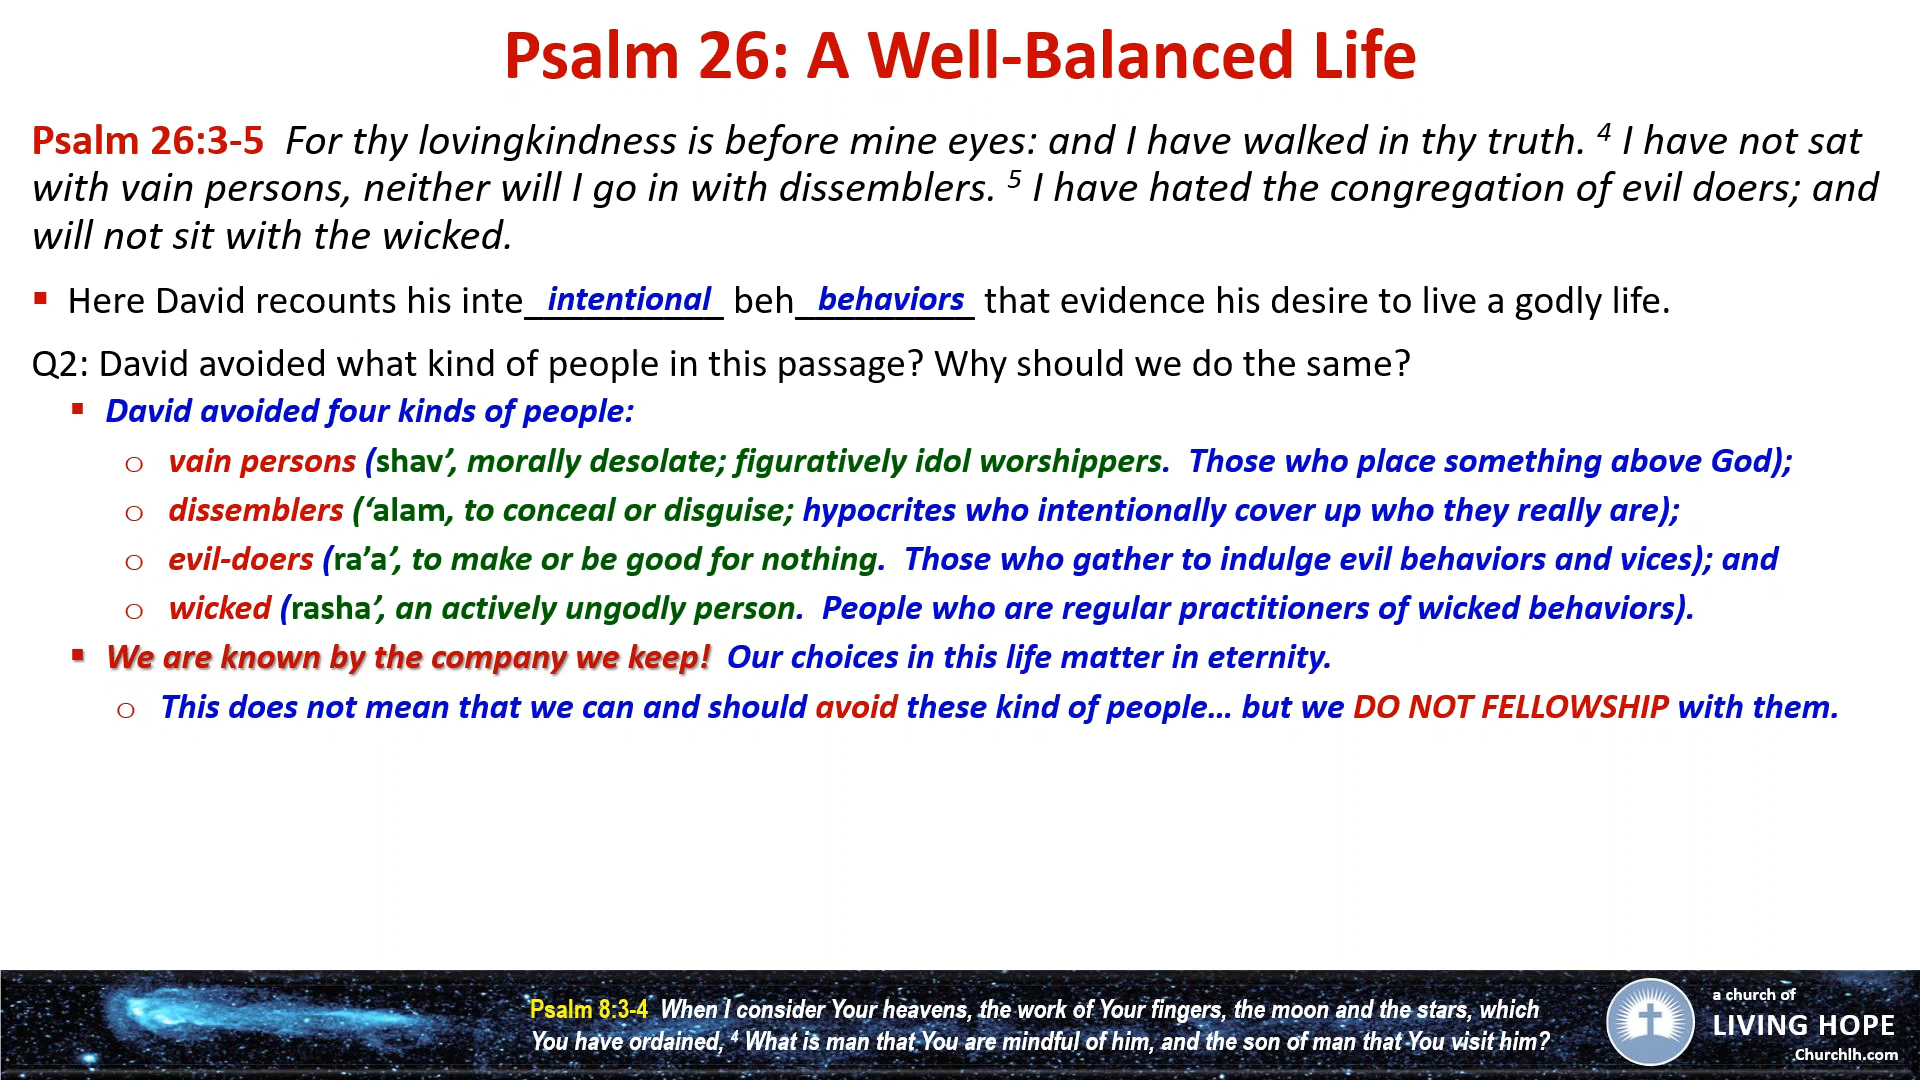 Psalm 26: A Well-Balanced Life
Psalm 26:3-5 For thy lovingkindness is before mine eyes: and I have walked in thy truth. 4 I have not sat
with vain persons, neither will I go in with dissemblers. 5 I have hated the congregation of evil doers; and
will not sit with the wicked.
▪ Here David recounts his inte_intentional_ beh_behaviors_ that evidence his desire to live a godly life.
Q2: David avoided what kind of people in this passage? Why should we do the same?
▪ David avoided four kinds of people:
o vain persons (shav’, morally desolate; figuratively idol worshippers. Those who place something above God);
o dissemblers (‘alam, to conceal or disguise; hypocrites who intentionally cover up who they really are);
o evil-doers (ra’a’, to make or be good for nothing. Those who gather to indulge evil behaviors and vices); and
o wicked (rasha’, an actively ungodly person. People who are regular practitioners of wicked behaviors).
▪ We are known by the company we keep! Our choices in this life matter in eternity.
o This does not mean that we can and should avoid these kind of people... but we DO NOT FELLOWSHIP with them.
Psalm 8:3-4 When I consider Your heavens, the work of Your fingers, the moon and the stars, which
You have ordained, 4 What is man that You are mindful of him, and the son of man that You visit him?
a church of
LIVING HOPE
Churchlh.com